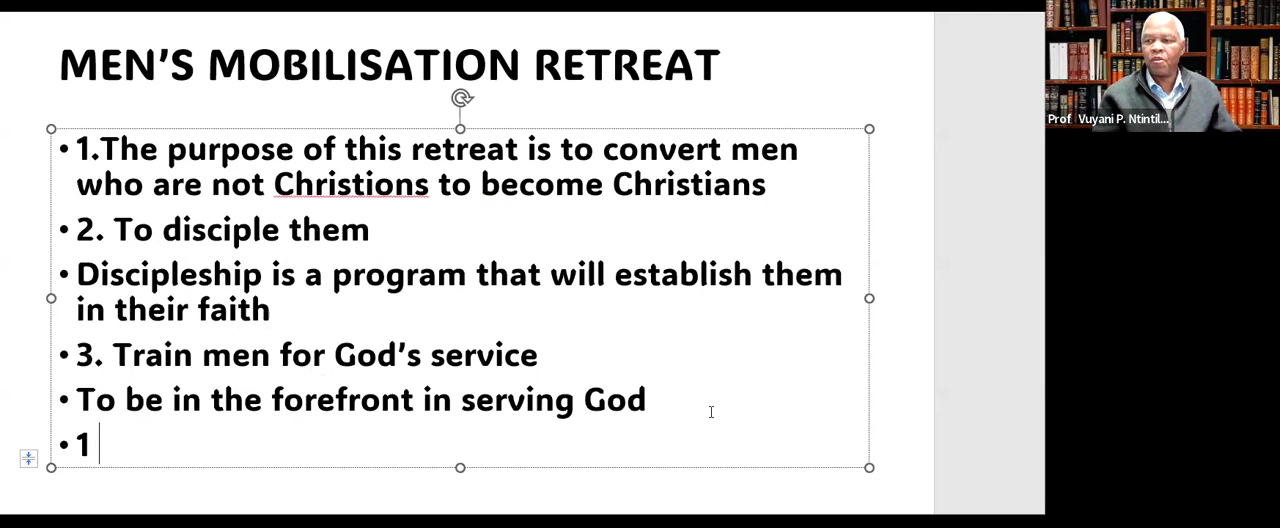 MEN'S MOBILISATION RETREAT
• 1.The purpose of this retreat is to convert men
who are not Christions to become Christians
• 2. To disciple them
• Discipleship is a program that will establish them
in their faith
• 3. Train men for God's service
• To be in the forefront in serving God
• 1
Prof Vuyani P. Ntintil...